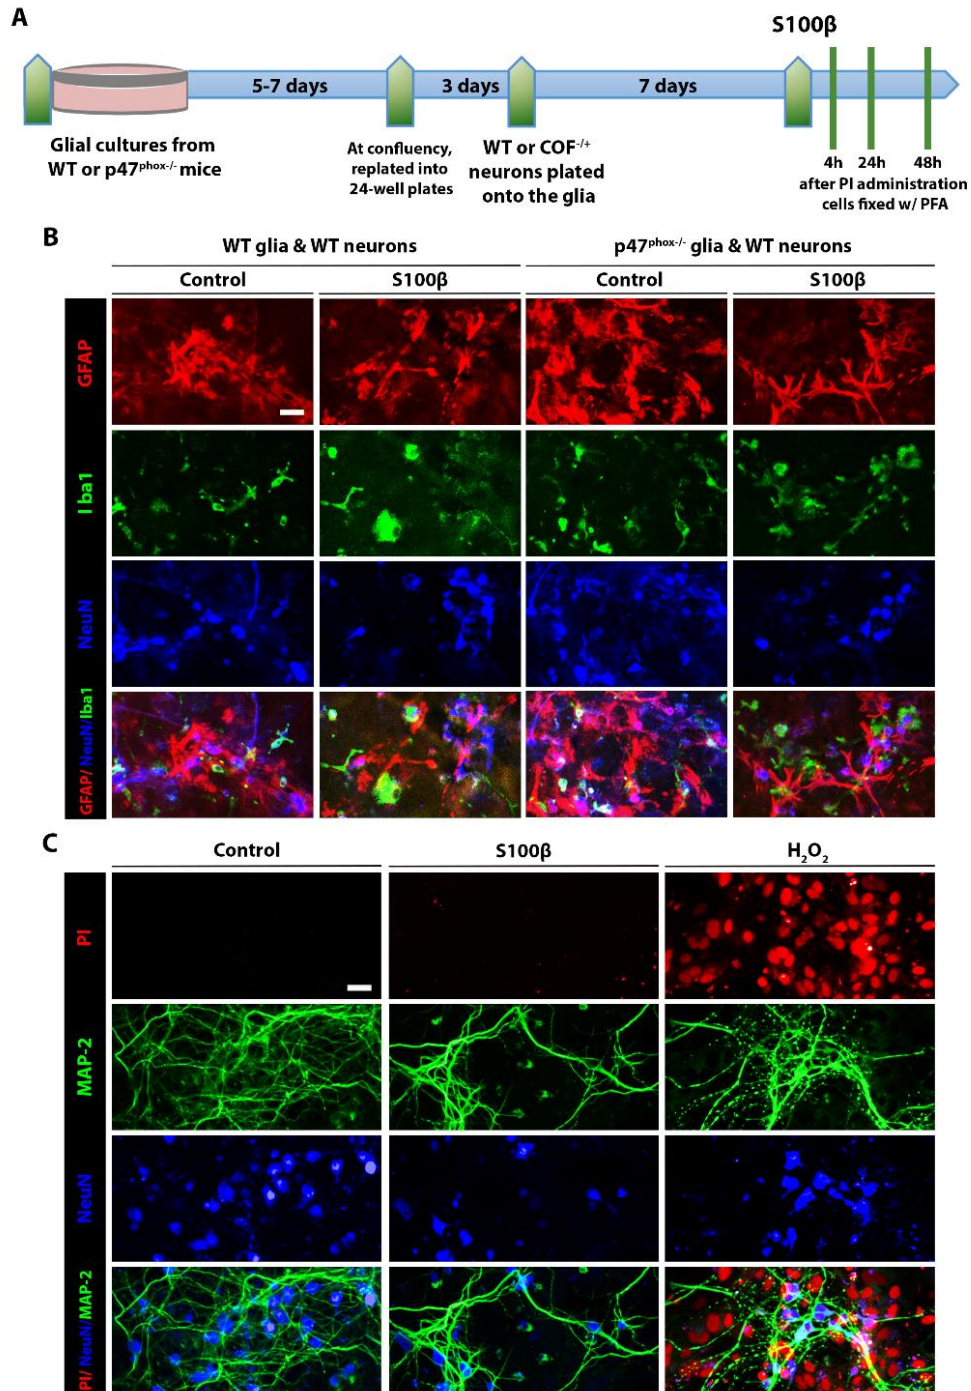 A
S100β
5-7 days
3 days
7 days
Glial cultures from
WT or p47phox-/- mice
At confluency,
replated into
24-well plates
WT or COF-/+
neurons plated
onto the glia
4h 24h 48h
after PI administration
cells fixed w/ PFA
B
WT glia & WT neurons
p47phox-/- glia & WT neurons
Control
S100β
Control
S100β
GFAP
Iba1
NeuN
GFAP/ NeuN/Iba1
C
Control
S100β
H2O2
PI
MAP-2
NeuN
PI/ NeuN/ MAP-2